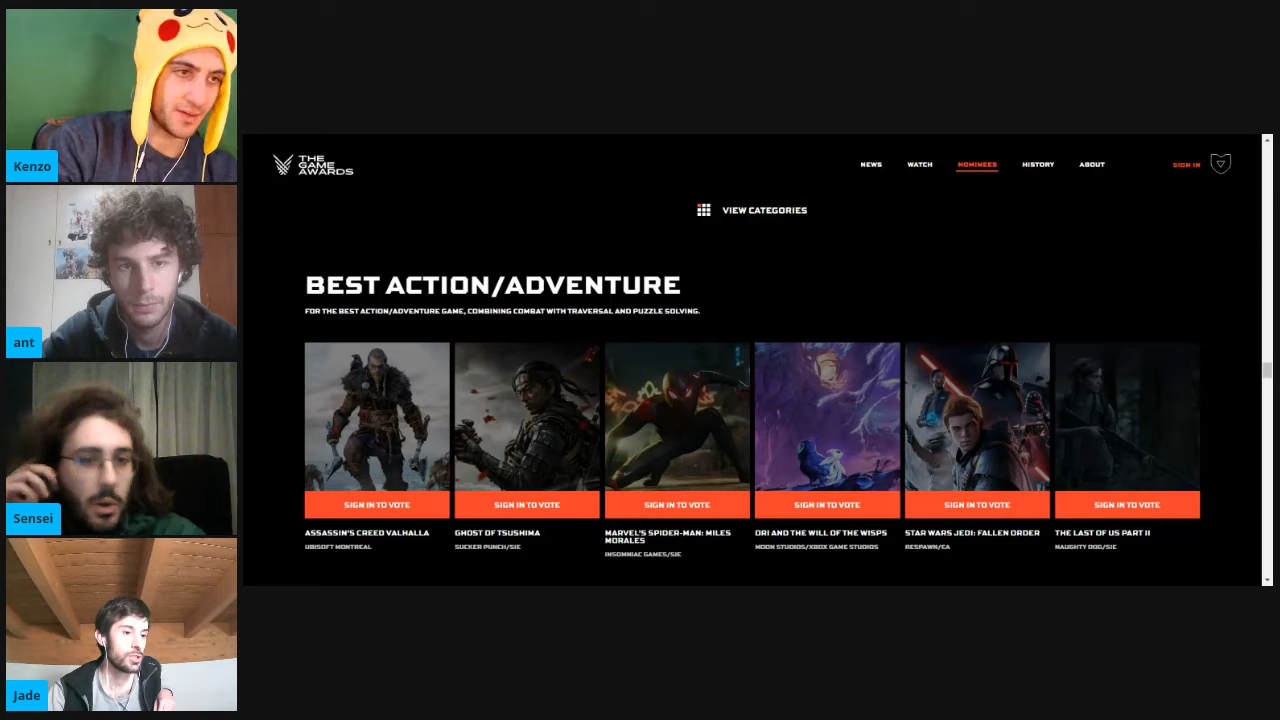 Kenzo
ant
Sensei
Jade
THE
GAME
AWARDS
NEWS
WATCH
NOMINEES
HISTORY
ABOUT
SIGN IN
VIEW CATEGORIES
BEST ACTION/ADVENTURE
FOR THE BEST ACTION/ADVENTURE GAME, COMBINING COMBAT WITH TRAVERSAL AND PUZZLE SOLVING.
SIGN IN TO VOTE
ASSASSIN'S CREED VALHALLA
UBISOFT MONTREAL
SIGN IN TO VOTE
GHOST OF TSUSHIMA
SUCKER PUNCH/SIE
SIGN IN TO VOTE
MARVEL'S SPIDER-MAN: MILES
MORALES
INSOMNIAC GAMES/SIE
SIGN IN TO VOTE
ORI AND THE WILL OF THE WISPS
MOON STUDIOS/XBOX GAME STUDIOS
SIGN IN TO VOTE
STAR WARS JEDI: FALLEN ORDER
RESPAWN/EA
SIGN IN TO VOTE
THE LAST OF US PART II
NAUGHTY DOG/SIE